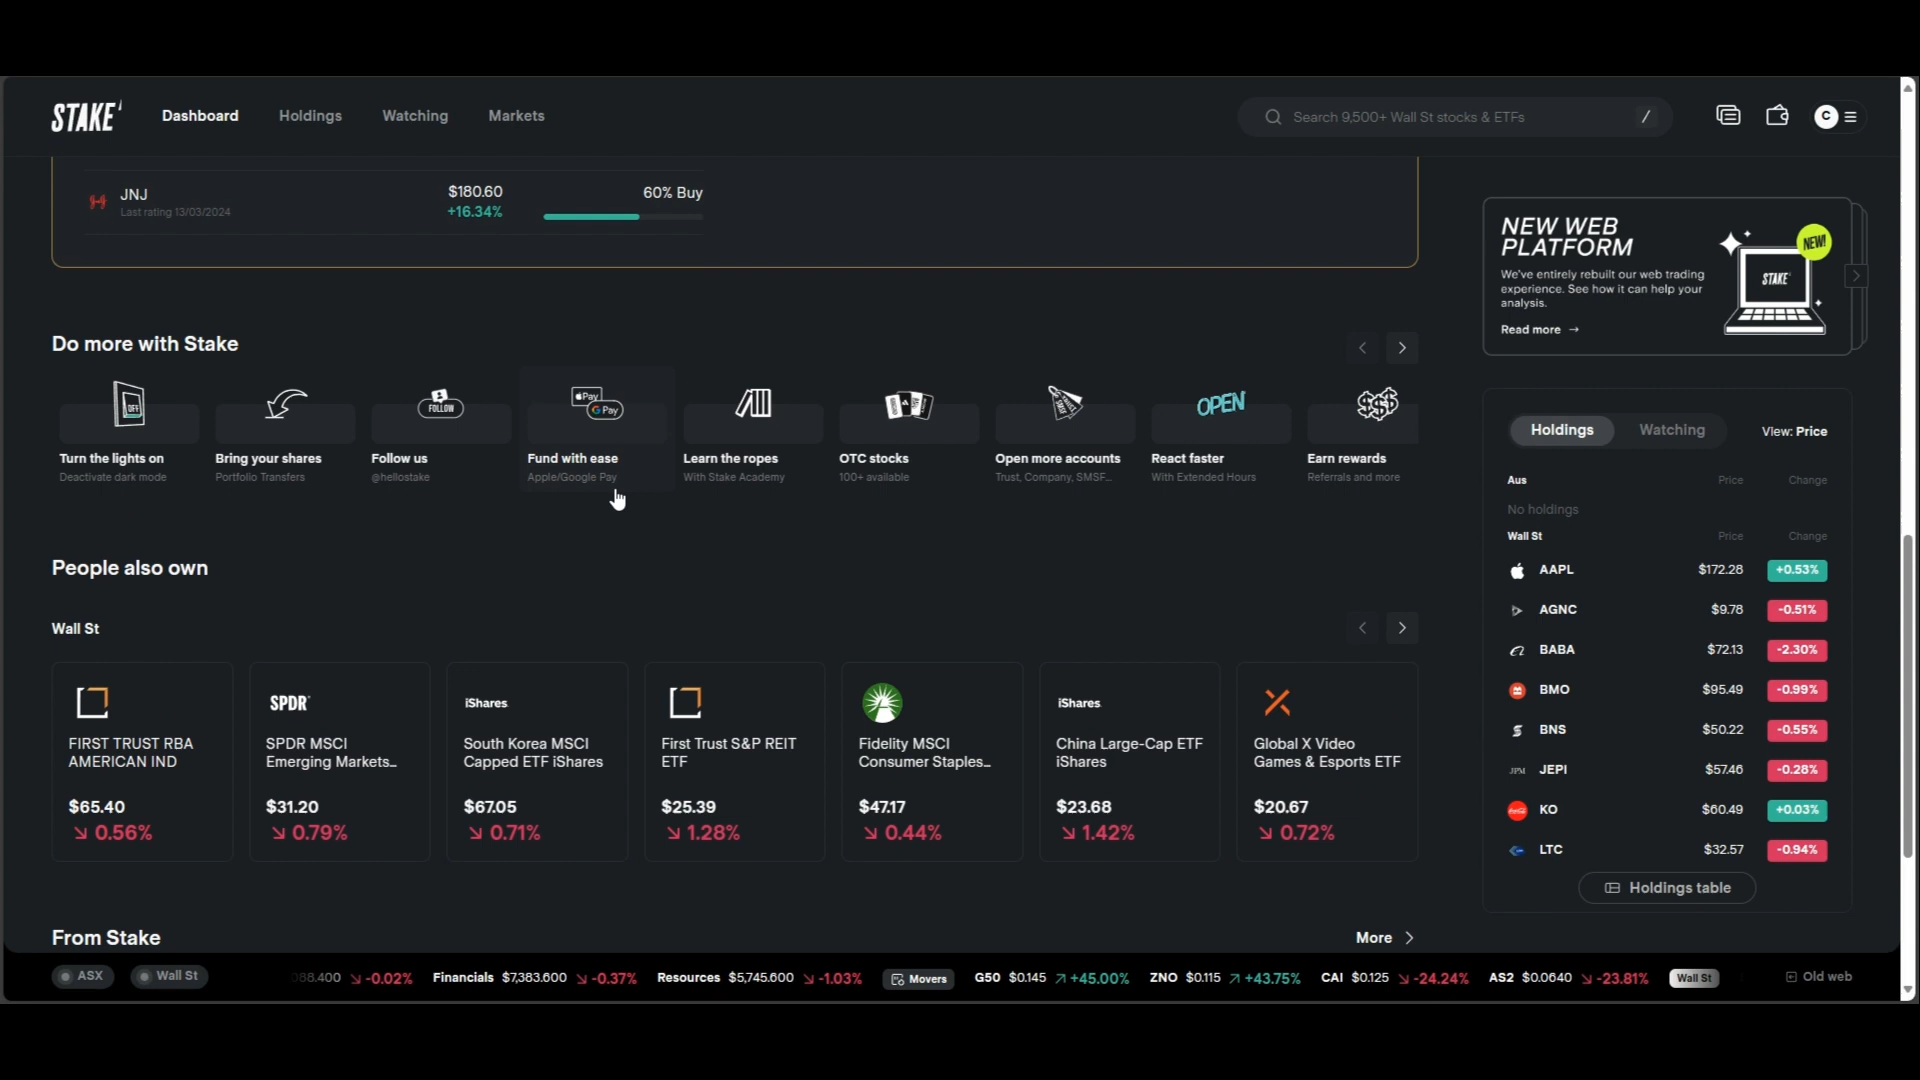 STAKE
Dashboard
Holdings
Watching
Markets
Search 9,500+ Wall St stocks & ETFs
/
C
JNJ
Last rating 13/03/2024
$180.60
+16.34%
60% Buy
NEW WEB
PLATFORM
We've entirely rebuilt our web trading
experience. See how it can help your
analysis.
Read more →
NEW!
STAKE
Do more with Stake
OFF
FOLLOW
Pay
G Pay
OPEN
$$$
Turn the lights on
Deactivate dark mode
Bring your shares
Portfolio Transfers
Follow us
@hellostake
Fund with ease
Apple/Google Pay
Learn the ropes
With Stake Academy
OTC stocks
100+ available
Open more accounts
Trust, Company, SMSF...
React faster
With Extended Hours
Earn rewards
Referrals and more
People also own
Wall St
FIRST TRUST RBA
AMERICAN IND
$65.40
↘ 0.56%
SPDR
SPDR MSCI
Emerging Markets...
$31.20
↘ 0.79%
iShares
South Korea MSCI
Capped ETF iShares
$67.05
↘ 0.71%
First Trust S&P REIT
ETF
$25.39
↘ 1.28%
Fidelity MSCI
Consumer Staples...
$47.17
↘ 0.44%
iShares
China Large-Cap ETF
iShares
$23.68
↘ 1.42%
Global X Video
Games & Esports ETF
$20.67
↘ 0.72%
Holdings
Watching
View: Price
Aus Price Change
No holdings
Wall St Price Change
AAPL $172.28 +0.53%
AGNC $9.78 -0.51%
BABA $72.13 -2.30%
BMO $95.49 -0.99%
BNS $50.22 -0.55%
JPM JEPI $57.46 -0.28%
KO $60.49 +0.03%
LTC $32.57 -0.94%
Holdings table
From Stake
More
ASX Wall St 088.400 ↘ -0.02% Financials $7,383.600 ↘ -0.37% Resources $5,745.600 ↘ -1.03% Movers G50 $0.145 ↗ +45.00% ZNO $0.115 ↗ +43.75% CAI $0.125 ↘ -24.24% AS2 $0.0640 ↘ -23.81% Wall St Old web